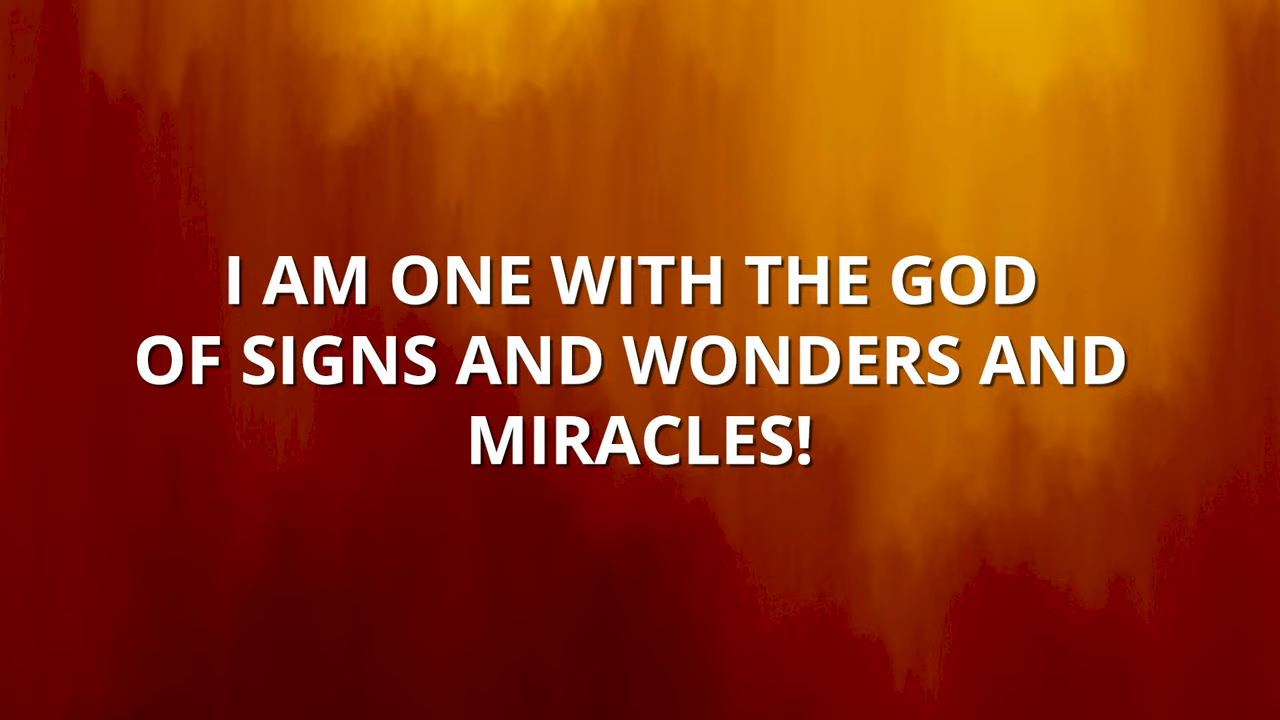 I AM ONE WITH THE GOD
OF SIGNS AND WONDERS AND
MIRACLES!